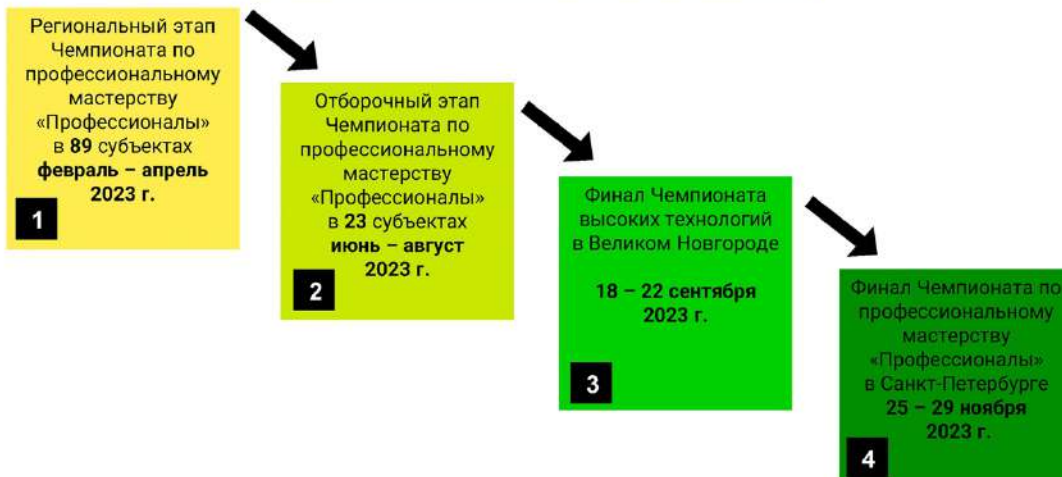 Региональный этап
Чемпионата по
профессиональному
мастерству
«Профессионалы»
в 89 субъектах
февраль – апрель
2023 г.
1
Отборочный этап
Чемпионата по
профессиональному
мастерству
«Профессионалы»
в 23 субъектах
июнь – август
2023 г.
2
Финал Чемпионата
высоких технологий
в Великом Новгороде
18 – 22 сентября
2023 г.
3
Финал Чемпионата по
профессиональному
мастерству
«Профессионалы»
в Санкт-Петербурге
25 – 29 ноября
2023 г.
4